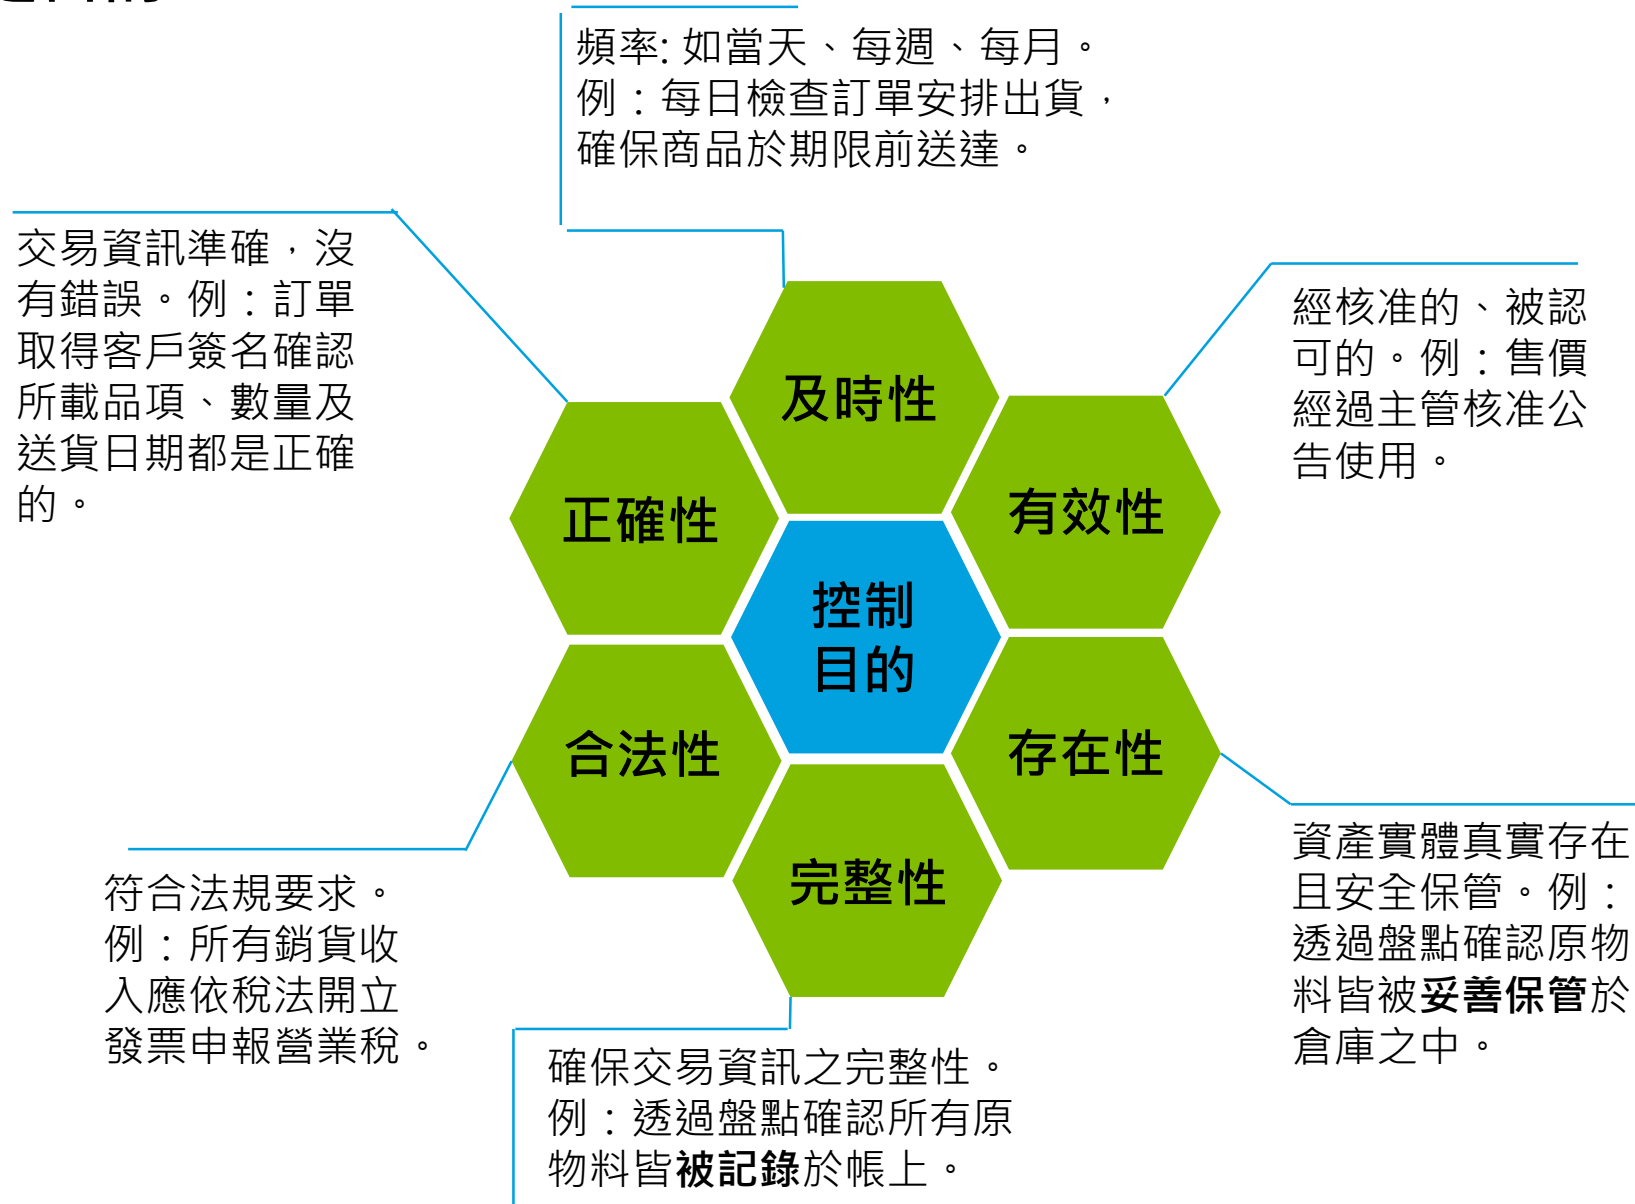 頻率: 如當天、每週、每月。
例：每日檢查訂單安排出貨，
確保商品於期限前送達。
交易資訊準確，沒
有錯誤。例：訂單
取得客戶簽名確認
所載品項、數量及
送貨日期都是正確
的。
經核准的、被認
可的。例：售價
經過主管核准公
告使用。
及時性
正確性
有效性
控制
目的
合法性
存在性
完整性
符合法規要求。
例：所有銷貨收
入應依稅法開立
發票申報營業稅。
資產實體真實存在
且安全保管。例：
透過盤點確認原物
料皆被妥善保管於
倉庫之中。
確保交易資訊之完整性。
例：透過盤點確認所有原
物料皆被記錄於帳上。